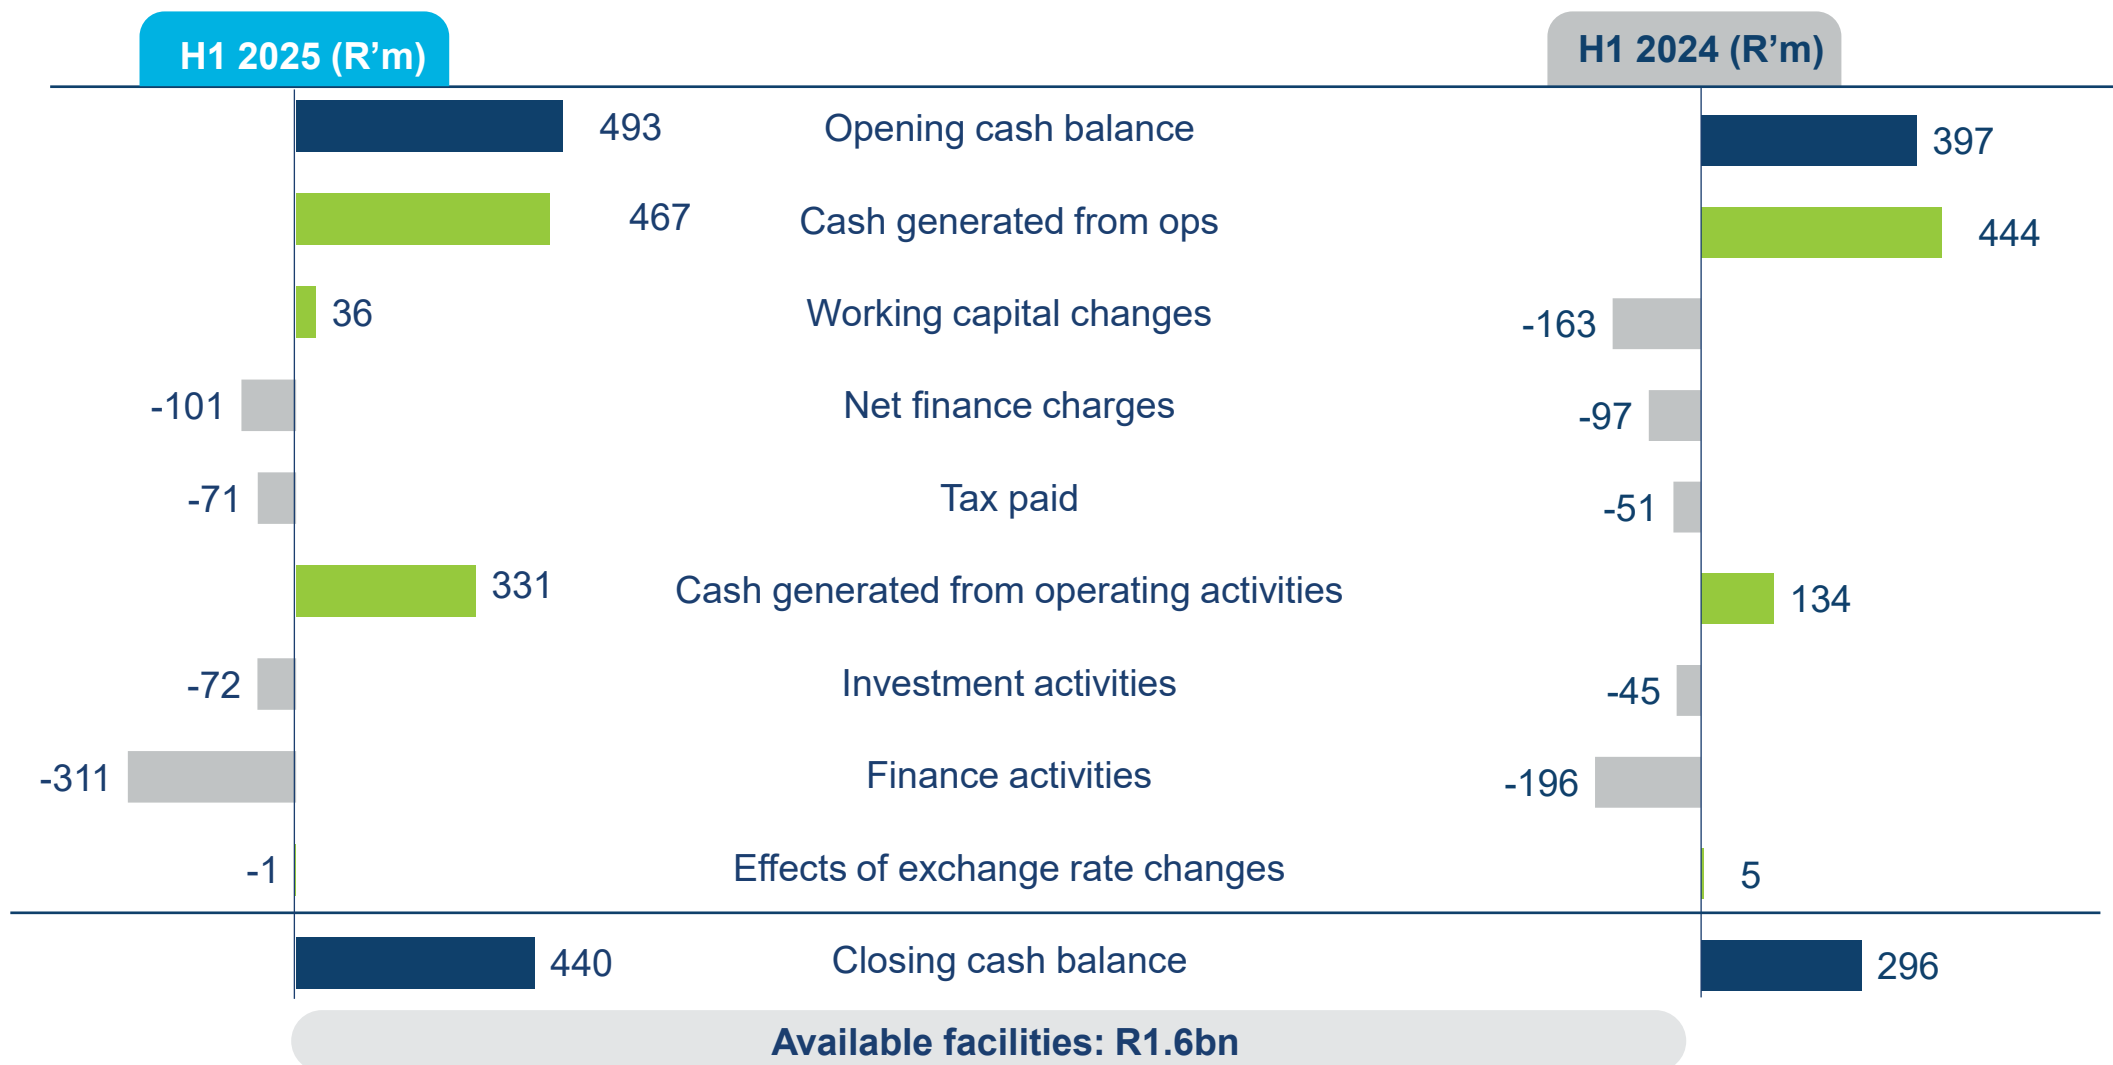 H1 2025 (R’m)
H1 2024 (R’m)
493
Opening cash balance
397
467
Cash generated from ops
444
36
Working capital changes
-163
-101
Net finance charges
-97
-71
Tax paid
-51
331
Cash generated from operating activities
134
-72
Investment activities
-45
-311
Finance activities
-196
-1
Effects of exchange rate changes
5
440
Closing cash balance
296
Available facilities: R1.6bn